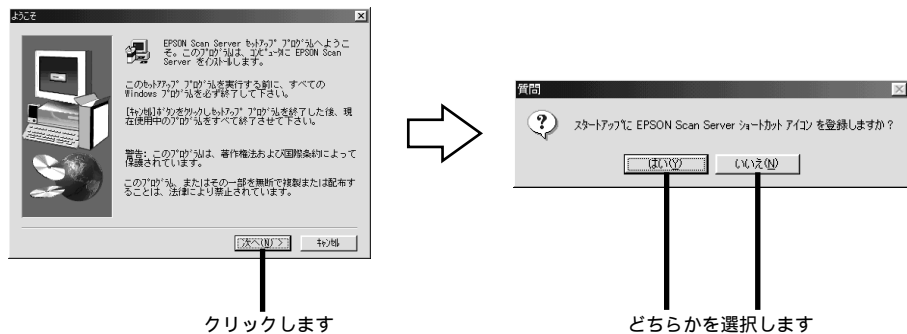 ようこそ
EPSON Scan Server ｾｯﾄｱｯﾌﾟ ﾌﾟﾛｸﾞﾗﾑへようこ
そ。このﾌﾟﾛｸﾞﾗﾑは、ｺﾝﾋﾟｭｰﾀに EPSON Scan
Server をｲﾝｽﾄｰﾙします。
このｾｯﾄｱｯﾌﾟ ﾌﾟﾛｸﾞﾗﾑを実行する前に、すべての
Windows ﾌﾟﾛｸﾞﾗﾑを必ず終了して下さい。
[ｷｬﾝｾﾙ]ﾎﾞﾀﾝをｸﾘｯｸしｾｯﾄｱｯﾌﾟ ﾌﾟﾛｸﾞﾗﾑを終了した後、現
在使用中のﾌﾟﾛｸﾞﾗﾑをすべて終了させて下さい。
警告: このﾌﾟﾛｸﾞﾗﾑは、著作権法および国際条約によって
保護されています。
このﾌﾟﾛｸﾞﾗﾑ、またはその一部を無断で複製または配布す
ることは、法律により禁止されています。
次へ(N) >
ｷｬﾝｾﾙ
クリックします
質問
ｽﾀｰﾄｱｯﾌﾟに EPSON Scan Server ｼｮｰﾄｶｯﾄ ｱｲｺﾝ を登録しますか？
はい(Y)
いいえ(N)
どちらかを選択します